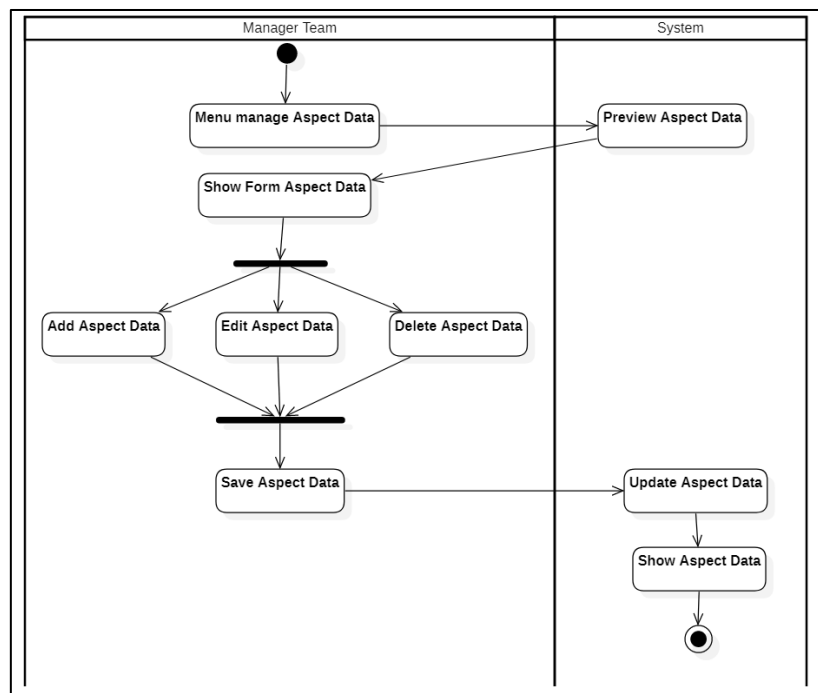 Manager Team
System
Menu manage Aspect Data
Preview Aspect Data
Show Form Aspect Data
Add Aspect Data
Edit Aspect Data
Delete Aspect Data
Save Aspect Data
Update Aspect Data
Show Aspect Data